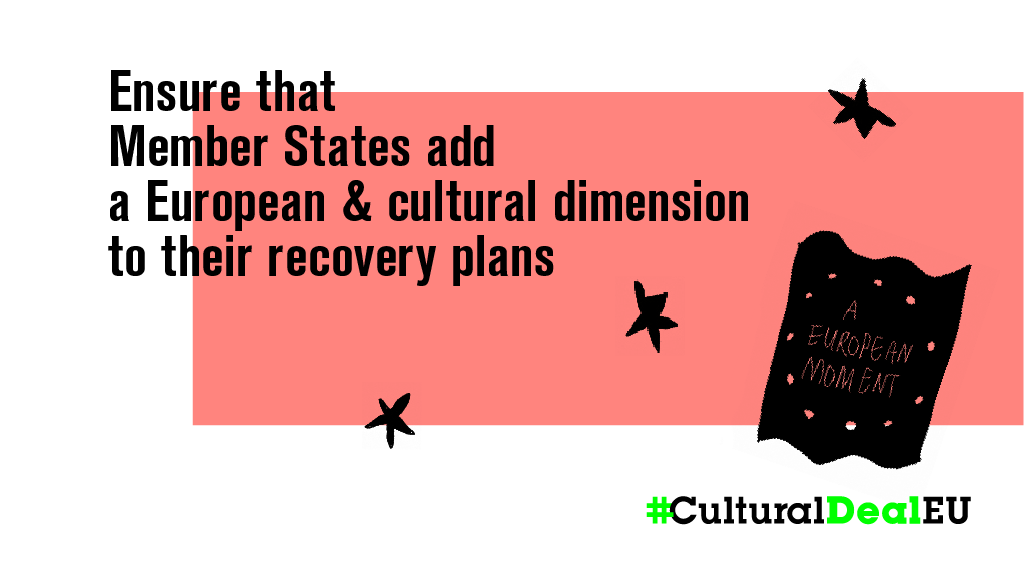 Ensure that
Member States add
a European & cultural dimension
to their recovery plans
A
EUROPEAN
MOMENT
#CulturalDealEU